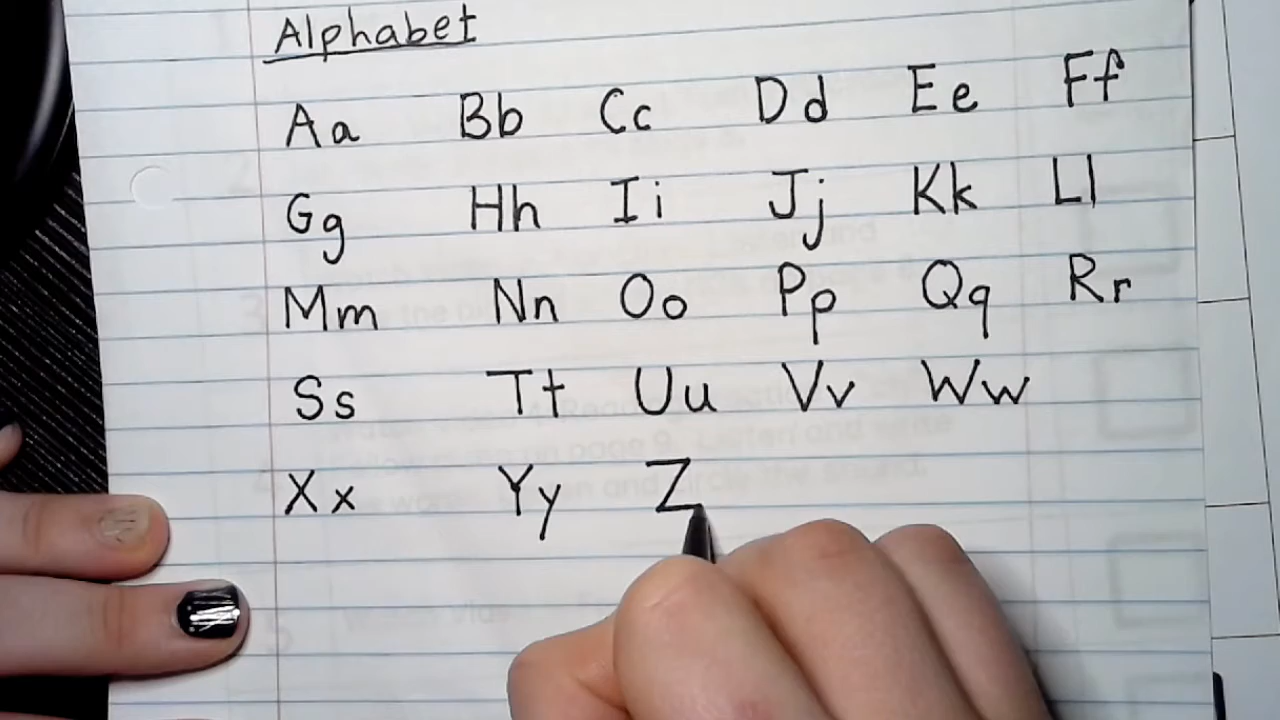 Alphabet
Aa Bb Cc Dd Ee Ff
Gg Hh Ii Jj Kk Ll
Mm Nn Oo Pp Qq Rr
Ss Tt Uu Vv Ww
Xx Yy Z